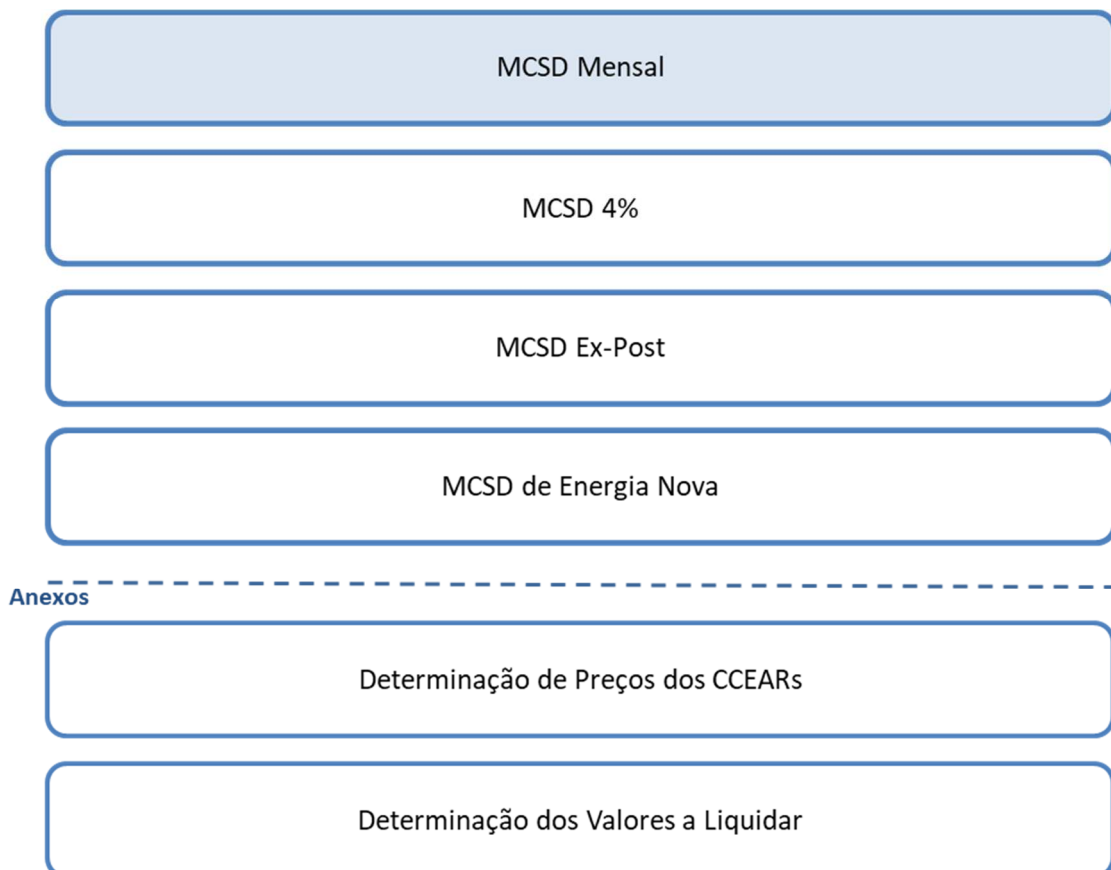 MCSD Mensal
MCSD 4%
MCSD Ex-Post
MCSD de Energia Nova
Anexos
Determinação de Preços dos CCEARs
Determinação dos Valores a Liquidar